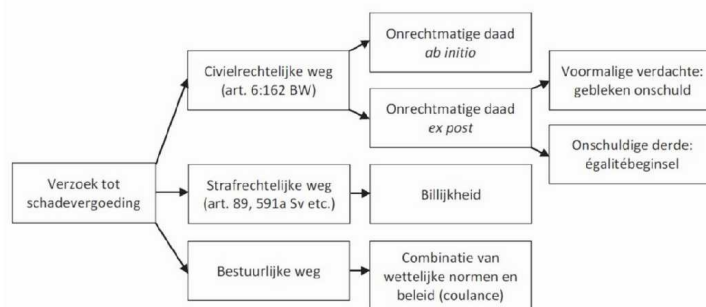 Onrechtmatige daad
ab initio
Civielrechtelijke weg
(art. 6:162 BW)
Voormalige verdachte:
gebleken onschuld
Onrechtmatige daad
ex post
Onschuldige derde:
égalitébeginsel
Verzoek tot
schadevergoeding
Strafrechtelijke weg
(art. 89, 591a Sv etc.)
Billijkheid
Bestuurlijke weg
Combinatie van
wettelijke normen en
beleid (coulance)